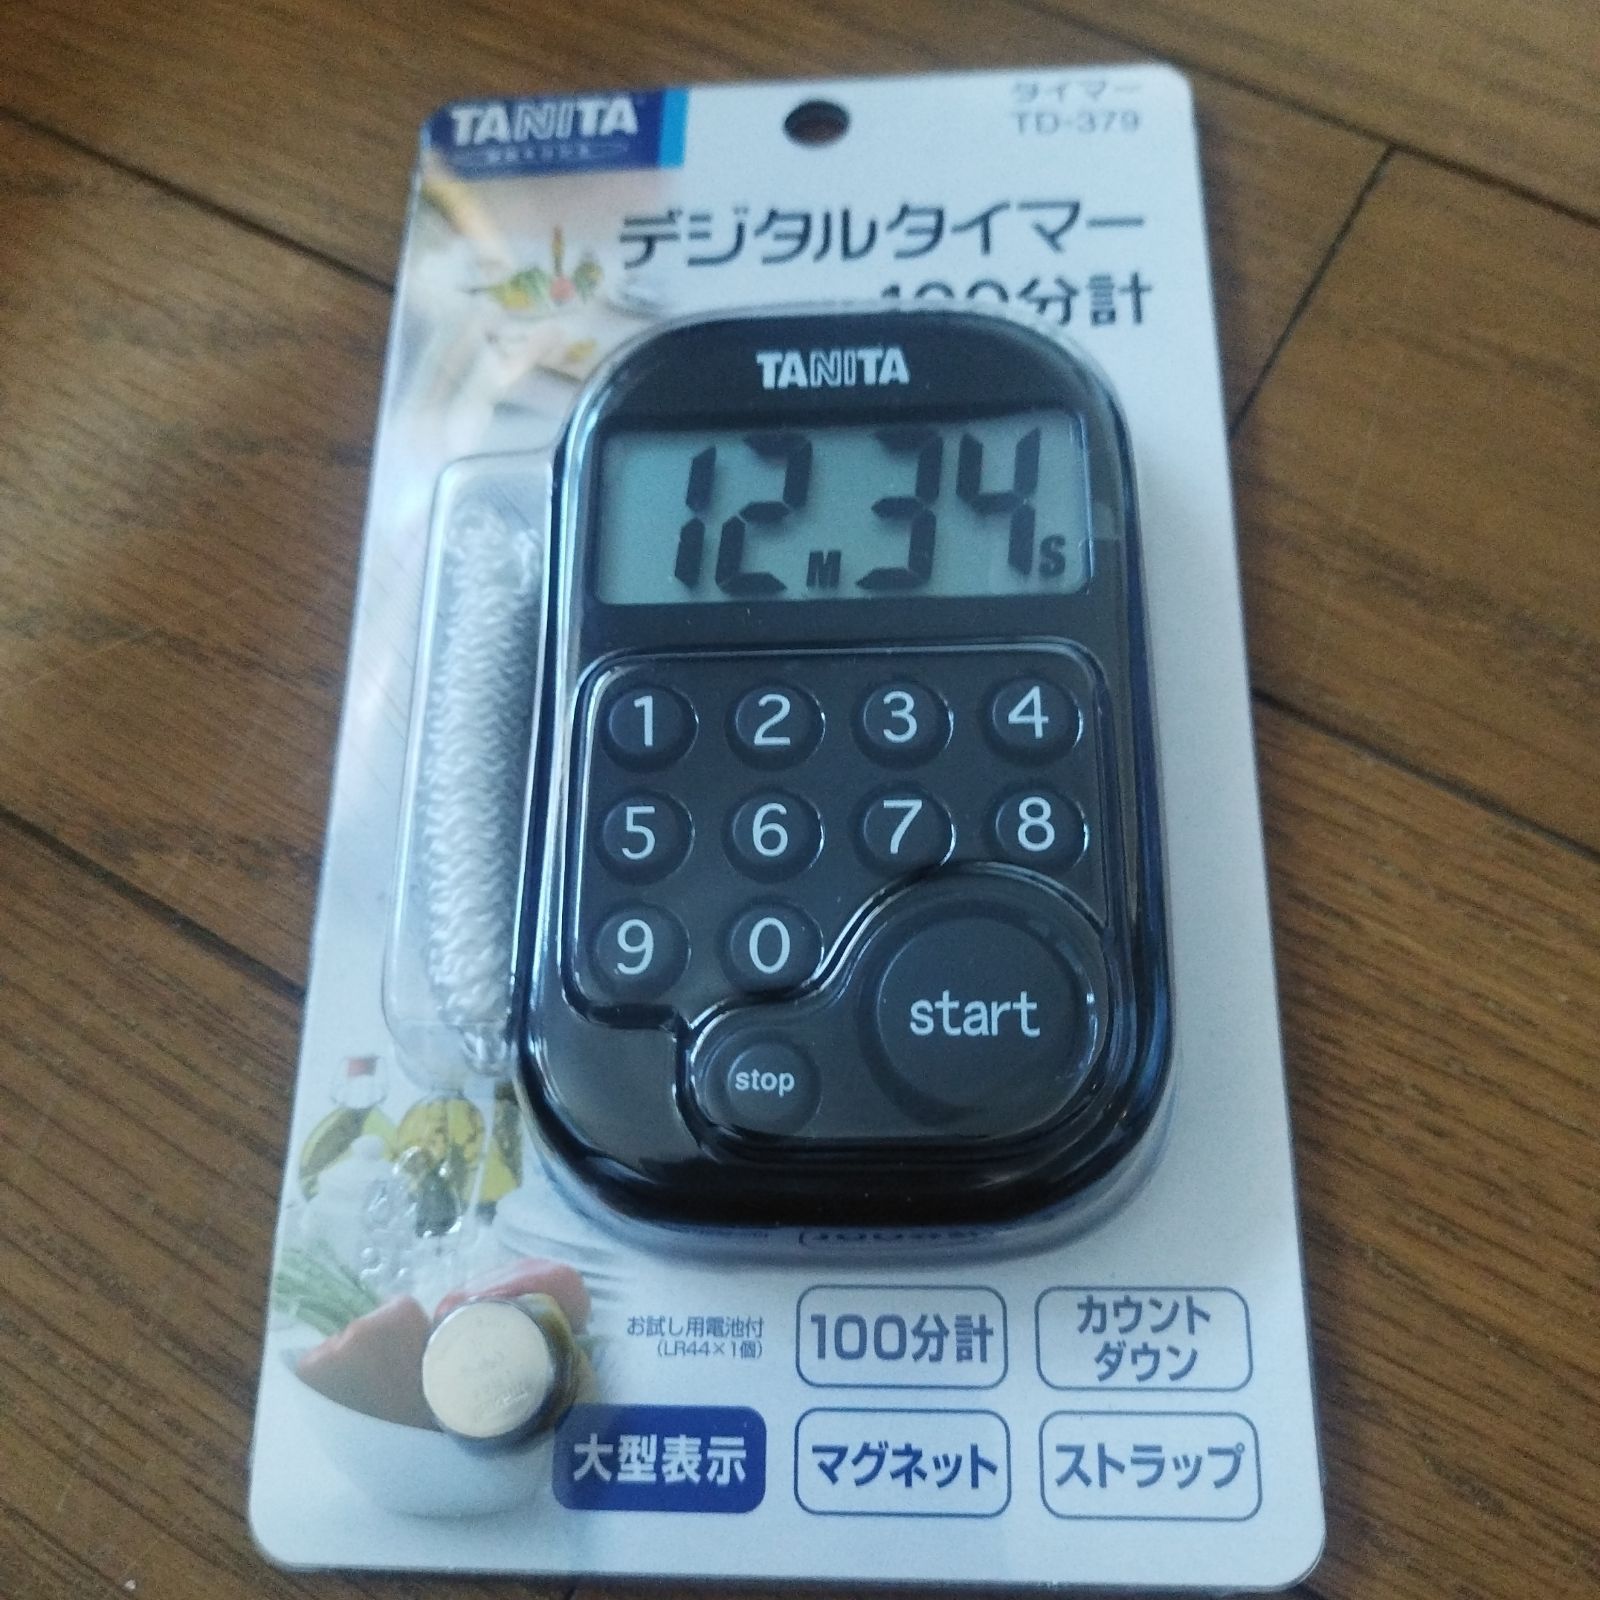 TANITA
タイマー
TD-379
デジタルタイマー
100分計
TANITA
12M34S
1 2 3 4
5 6 7 8
9 0
start
stop
お試し用電池付
(LR44×1個)
100分計
カウント
ダウン
大型表示
マグネット
ストラップ